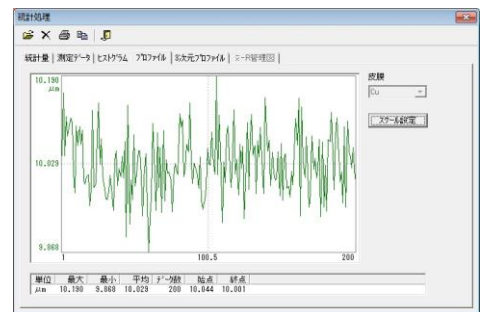 統計処理
統計量 測定ﾃﾞｰﾀ ﾋｽﾄｸﾞﾗﾑ ﾌﾟﾛﾌｧｲﾙ 多次元ﾌﾟﾛﾌｧｲﾙ x-R管理図
皮膜
Cu
スケール設定
10.190
μm
10.029
9.868
1 100.5 200
単位 最大 最小 平均 ﾃﾞｰﾀ数 始点 終点
μm 10.190 9.868 10.029 200 10.044 10.001